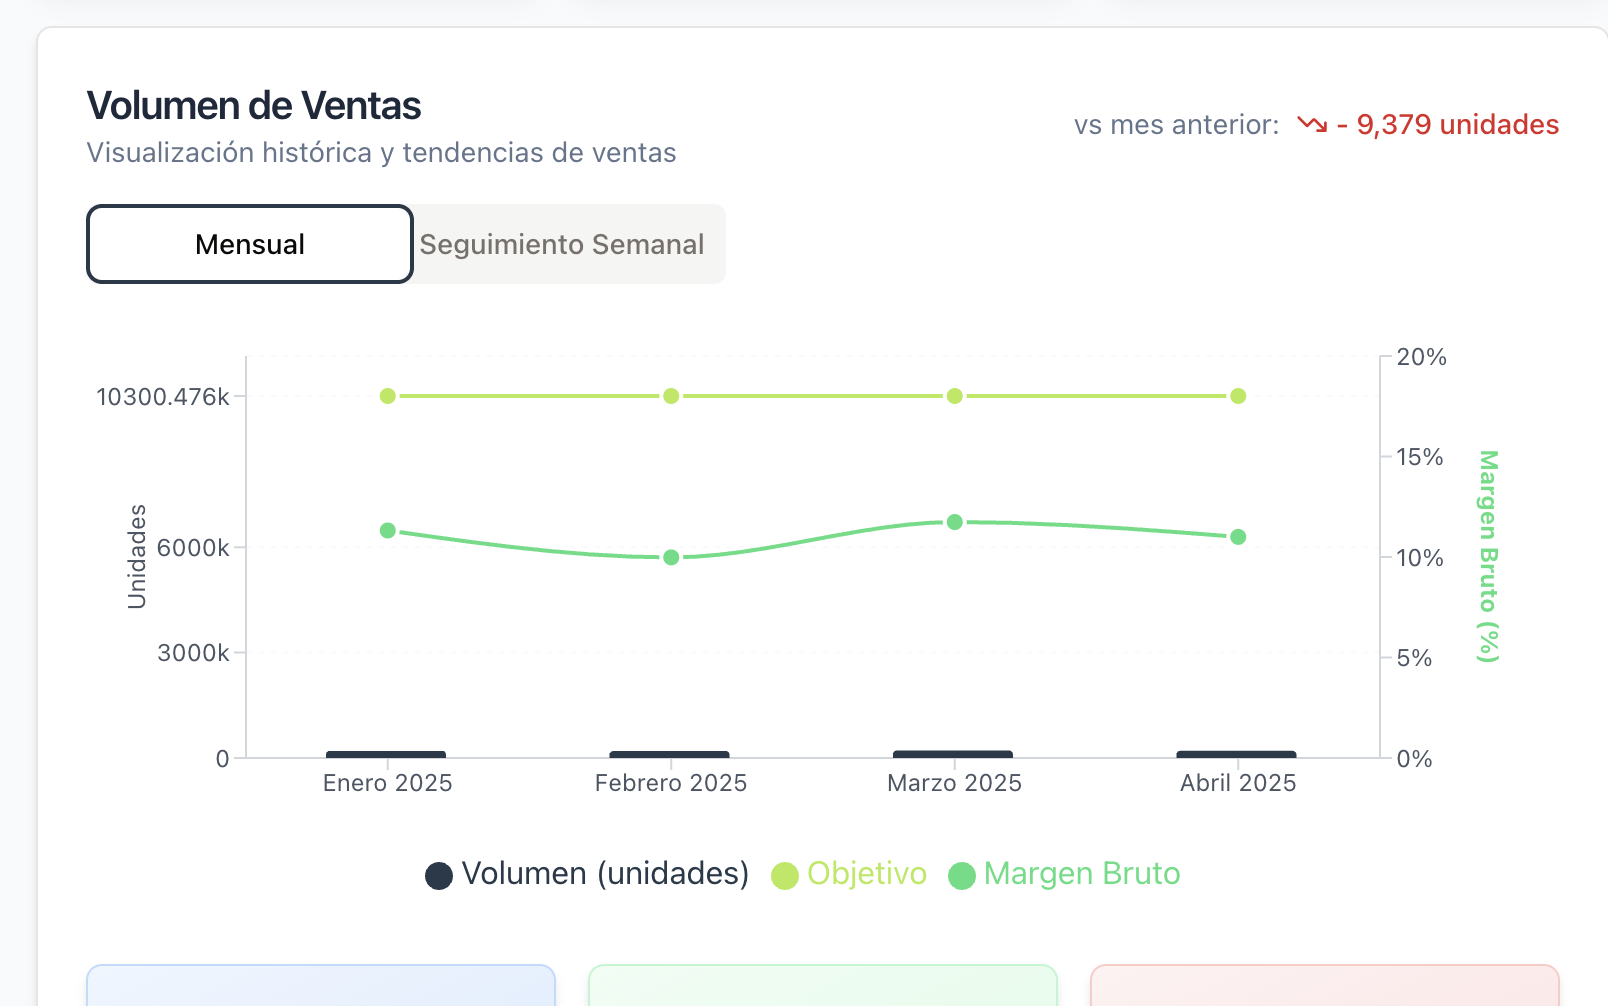 Volumen de Ventas
Visualización histórica y tendencias de ventas
vs mes anterior: - 9,379 unidades
Mensual
Seguimiento Semanal
10300.476k
6000k
3000k
0
Unidades
20%
15%
10%
5%
0%
Margen Bruto (%)
Enero 2025
Febrero 2025
Marzo 2025
Abril 2025
Volumen (unidades)
Objetivo
Margen Bruto